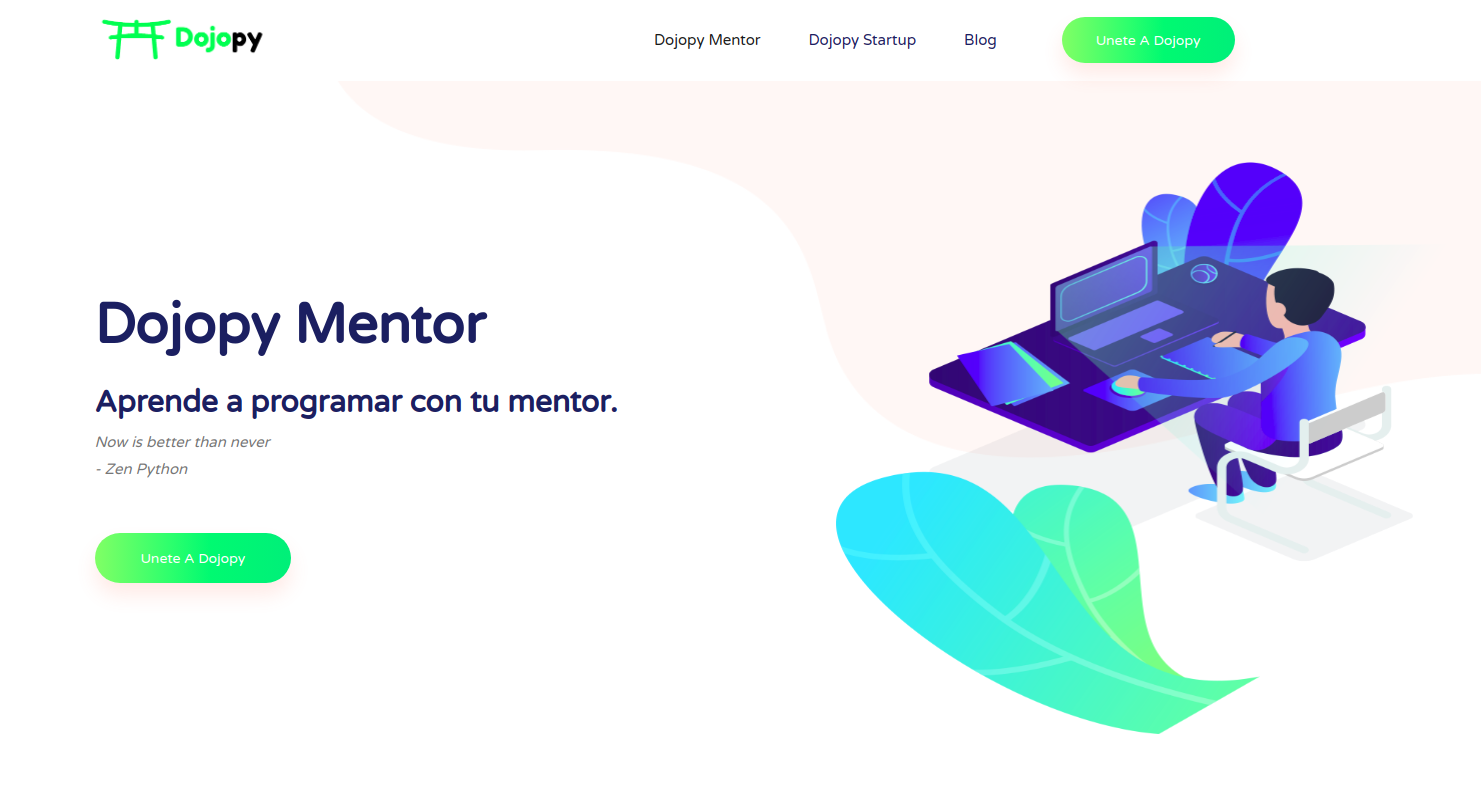 Dojopy
Dojopy Mentor
Dojopy Startup
Blog
Unete A Dojopy
Dojopy Mentor
Aprende a programar con tu mentor.
Now is better than never
- Zen Python
Unete A Dojopy